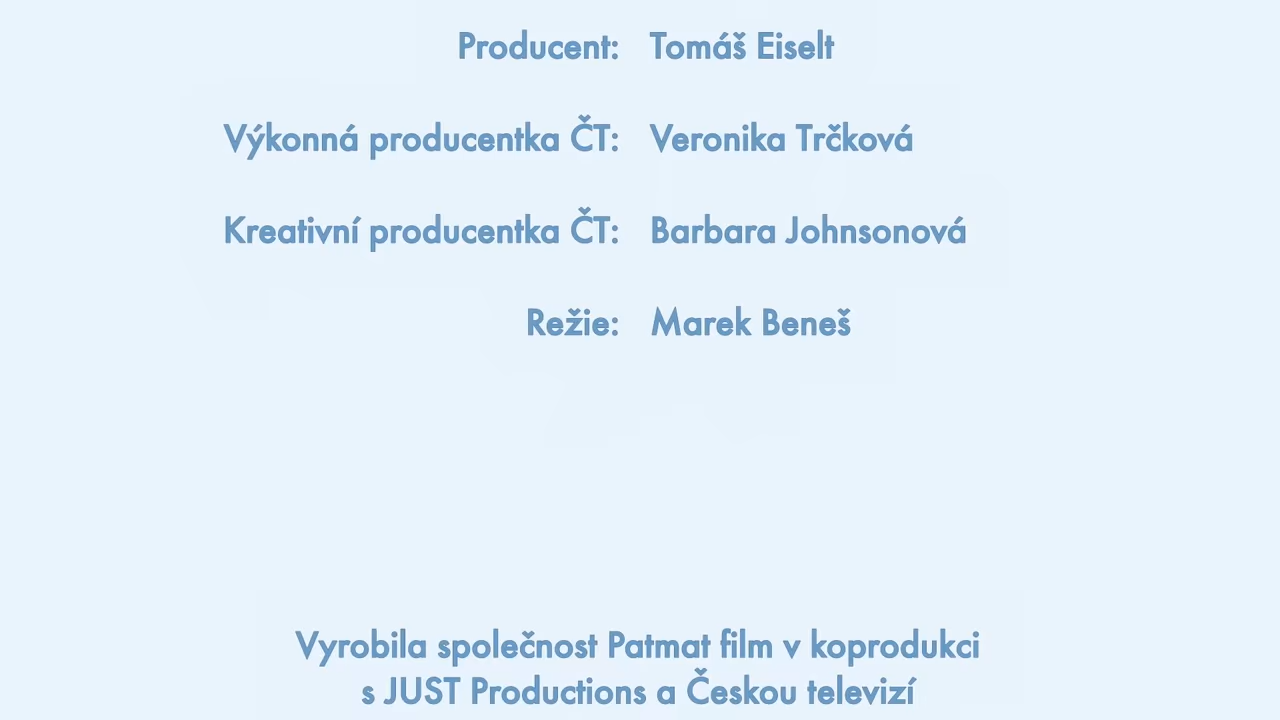 Producent: Tomáš Eiselt
Výkonná producentka ČT: Veronika Trčková
Kreativní producentka ČT: Barbara Johnsonová
Režie: Marek Beneš
Vyrobila společnost Patmat film v koprodukci
s JUST Productions a Českou televizí